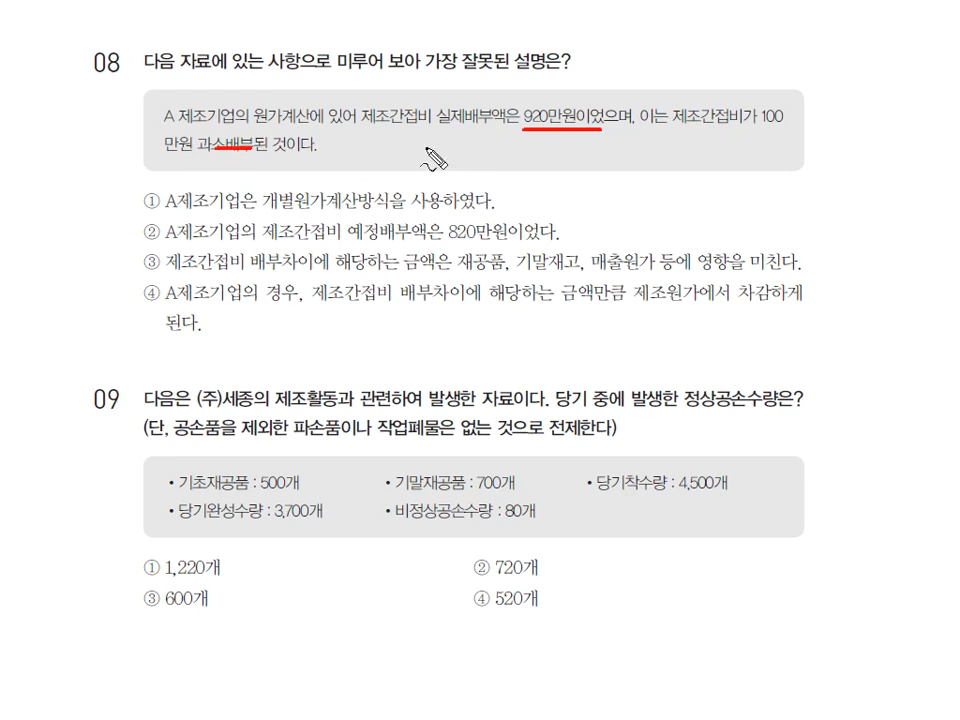 08 다음 자료에 있는 사항으로 미루어 보아 가장 잘못된 설명은?
A 제조기업의 원가계산에 있어 제조간접비 실제배부액은 920만원이었으며, 이는 제조간접비가 100
만원 과소배부된 것이다.
① A제조기업은 개별원가계산방식을 사용하였다.
② A제조기업의 제조간접비 예정배부액은 820만원이었다.
③ 제조간접비 배부차이에 해당하는 금액은 재공품, 기말재고, 매출원가 등에 영향을 미친다.
④ A제조기업의 경우, 제조간접비 배부차이에 해당하는 금액만큼 제조원가에서 차감하게
된다.
09 다음은 (주)세종의 제조활동과 관련하여 발생한 자료이다. 당기 중에 발생한 정상공손수량은?
(단, 공손품을 제외한 파손품이나 작업폐물은 없는 것으로 전제한다)
• 기초재공품 : 500개 • 기말재공품 : 700개 • 당기착수량 : 4,500개
• 당기완성수량 : 3,700개 • 비정상공손수량 : 80개
① 1,220개 ② 720개
③ 600개 ④ 520개